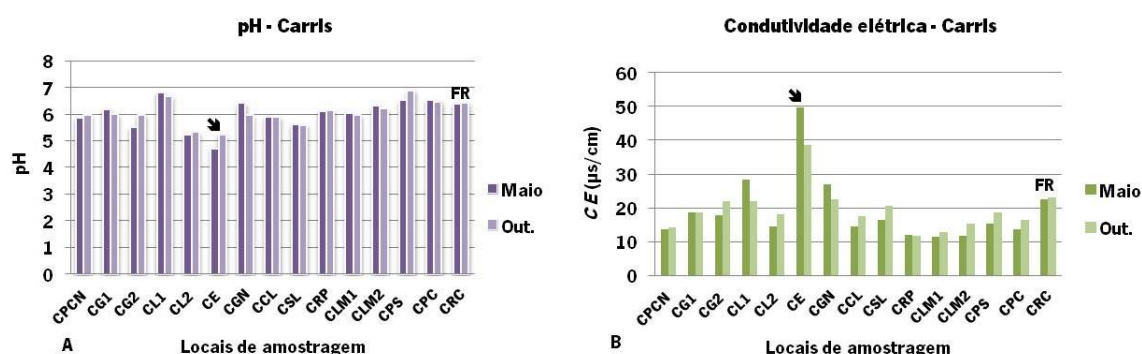 pH - Carris
8
7
6
5
4
3
2
1
0
pH
FR
Maio
Out.
CPCN
CG1
CG2
CL1
CL2
CE
CGN
CCL
CSL
CRP
CLM1
CLM2
CPS
CPC
CRC
A
Locais de amostragem
Condutividade elétrica - Carris
60
50
40
30
20
10
0
CE (µs/cm)
FR
Maio
Out.
CPCN
CG1
CG2
CL1
CL2
CE
CGN
CCL
CSL
CRP
CLM1
CLM2
CPS
CPC
CRC
B
Locais de amostragem